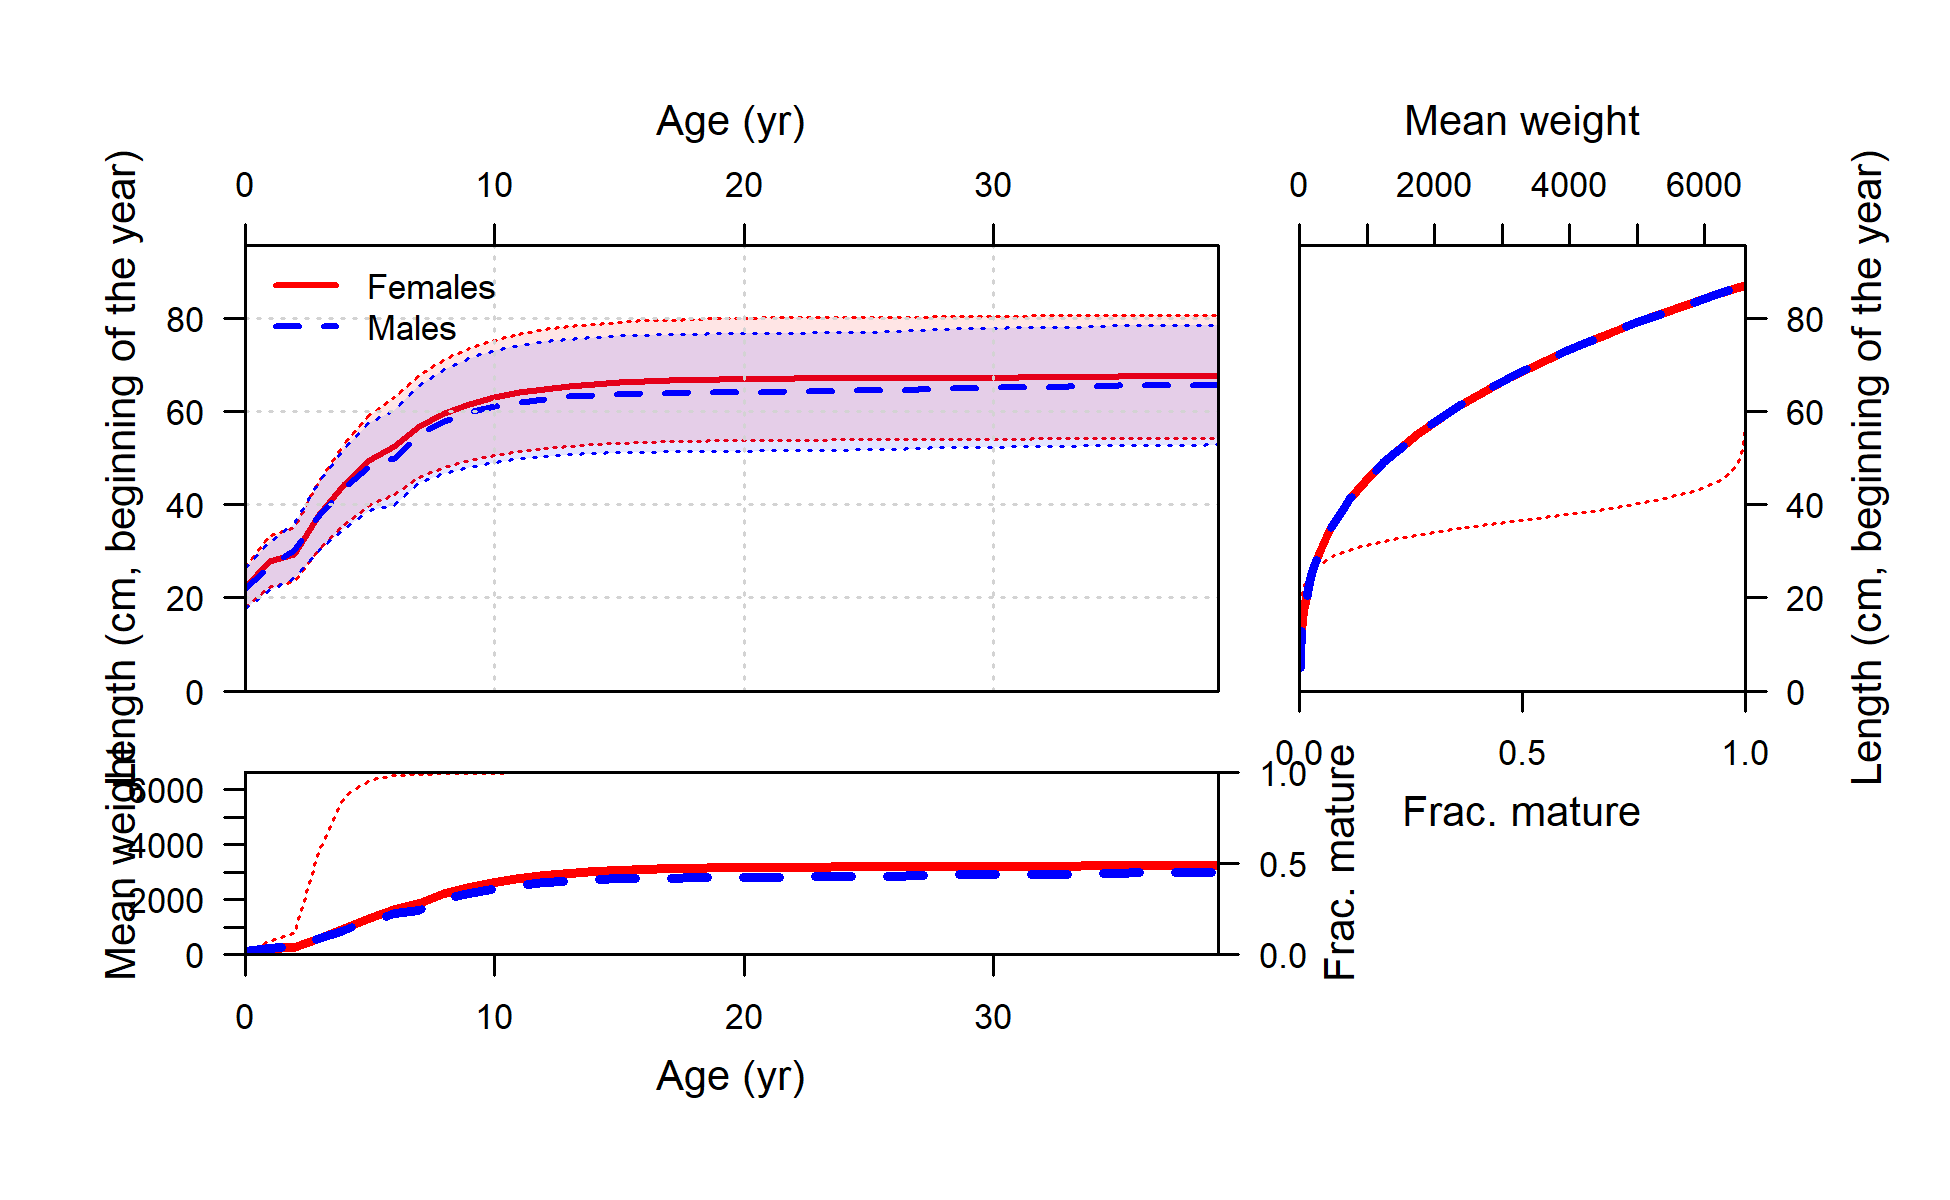 Age (yr)
Mean weight
0 10 20 30
0 2000 4000 6000
Females
Males
80
60
40
20
0
Length (cm, beginning of the year)
80
60
40
20
0
Length (cm, beginning of the year)
0.0 0.5 1.0
Frac. mature
6000
4000
2000
0
Mean weight
1.0
0.5
0.0
Frac. mature
0 10 20 30
Age (yr)